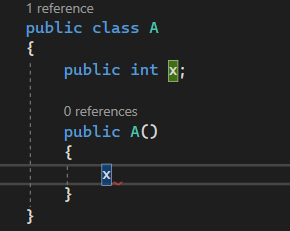 1 reference
public class A
{
public int x;
0 references
public A()
{
x
}
}